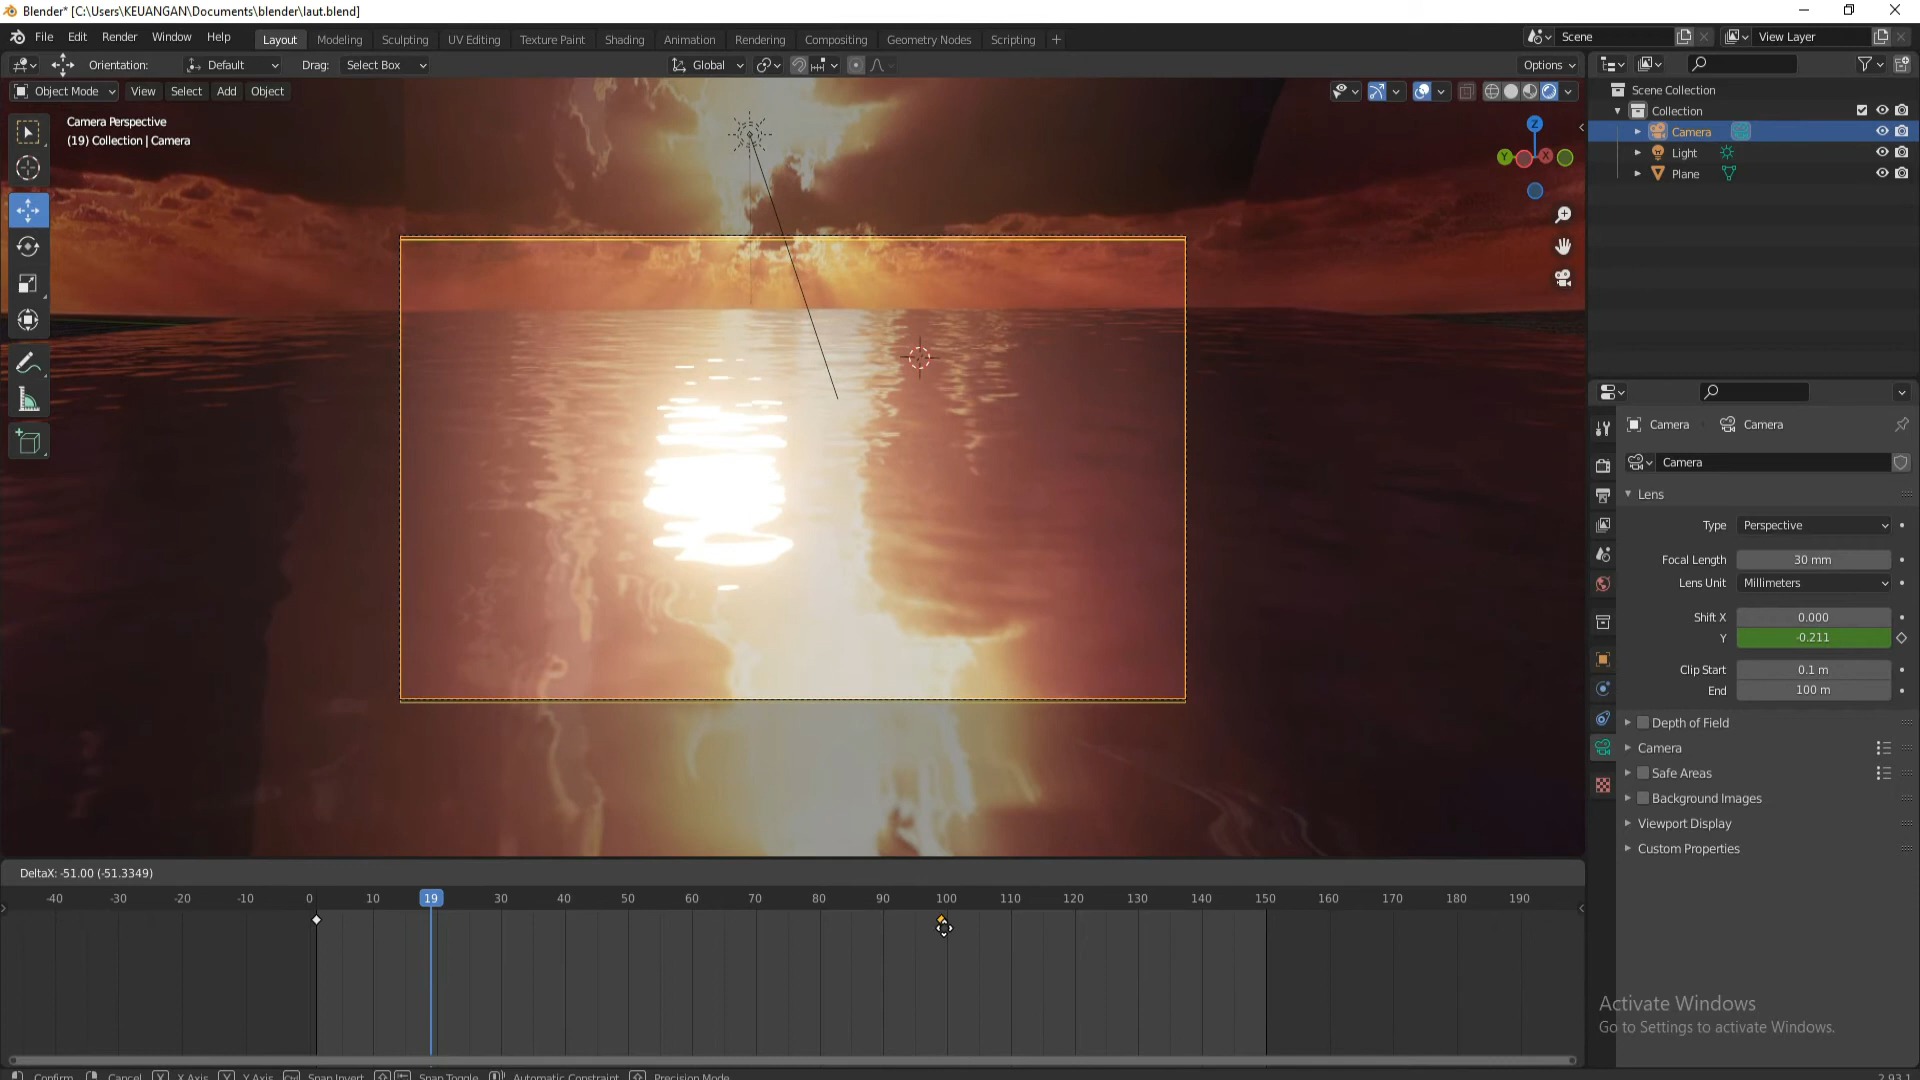 Blender* [C:\Users\KEUANGAN\Documents\blender\laut.blend]
File Edit Render Window Help Layout Modeling Sculpting UV Editing Texture Paint Shading Animation Rendering Compositing Geometry Nodes Scripting + Scene View Layer
Orientation: Default Drag: Select Box Global Options
Object Mode View Select Add Object
Camera Perspective
(19) Collection | Camera
Z
Y X
Scene Collection
Collection
Camera
Light
Plane
Camera Camera
Camera
Lens
Type Perspective
Focal Length 30 mm
Lens Unit Millimeters
Shift X 0.000
Y -0.211
Clip Start 0.1 m
End 100 m
Depth of Field
Camera
Safe Areas
Background Images
Viewport Display
Custom Properties
DeltaX: -51.00 (-51.3349)
-40 -30 -20 -10 0 10 19 30 40 50 60 70 80 90 100 110 120 130 140 150 160 170 180 190
Activate Windows
Go to Settings to activate Windows.
Confirm Cancel X X Axis Y Y Axis Ctrl Snap Invert Snap Toggle Automatic Constraint Precision Mode 2.93.1